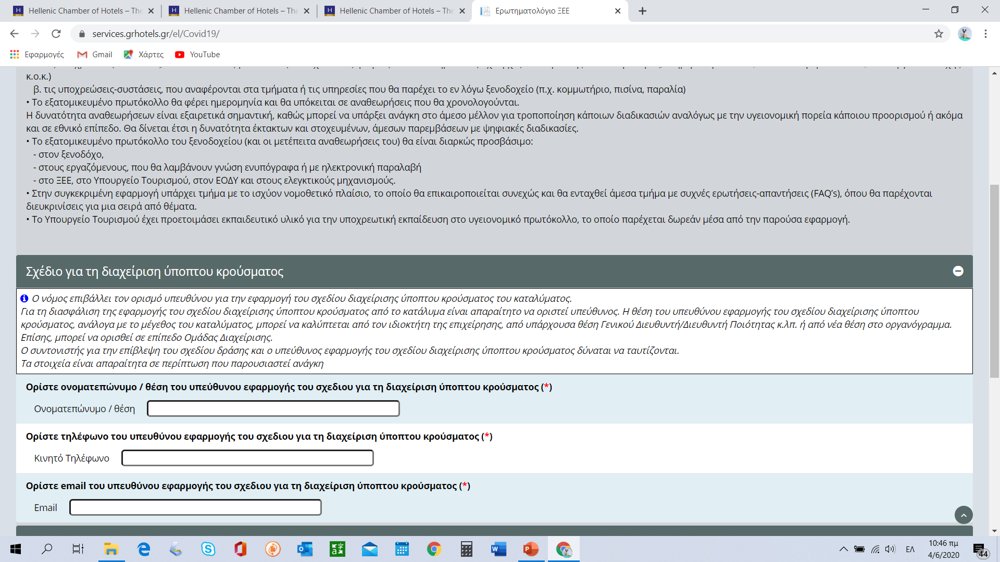 Hellenic Chamber of Hotels – The
Hellenic Chamber of Hotels – The
Hellenic Chamber of Hotels – The
Ερωτηματολόγιο ΞΕΕ
services.grhotels.gr/el/Covid19/
Εφαρμογές
Gmail
Χάρτες
YouTube
κ.ο.κ.)
β. τις υποχρεώσεις-συστάσεις, που αναφέρονται στα τμήματα ή τις υπηρεσίες που θα παρέχει το εν λόγω ξενοδοχείο (π.χ. κομμωτήριο, πισίνα, παραλία)
• Το εξατομικευμένο πρωτόκολλο θα φέρει ημερομηνία και θα υπόκειται σε αναθεωρήσεις που θα χρονολογούνται.
Η δυνατότητα αναθεωρήσεων είναι εξαιρετικά σημαντική, καθώς μπορεί να υπάρξει ανάγκη στο άμεσο μέλλον για τροποποίηση κάποιων διαδικασιών αναλόγως με την υγειονομική πορεία κάποιου προορισμού ή ακόμα
και σε εθνικό επίπεδο. Θα δίνεται έτσι η δυνατότητα έκτακτων και στοχευμένων, άμεσων παρεμβάσεων με ψηφιακές διαδικασίες.
• Το εξατομικευμένο πρωτόκολλο του ξενοδοχείου (και οι μετέπειτα αναθεωρήσεις του) θα είναι διαρκώς προσβάσιμο:
- στον ξενοδόχο,
- στους εργαζόμενους, που θα λαμβάνουν γνώση ενυπόγραφα ή με ηλεκτρονική παραλαβή
- στο ΞΕΕ, στο Υπουργείο Τουρισμού, στον ΕΟΔΥ και στους ελεγκτικούς μηχανισμούς.
• Στην συγκεκριμένη εφαρμογή υπάρχει τμήμα με το ισχύον νομοθετικό πλαίσιο, το οποίο θα επικαιροποιείται συνεχώς και θα ενταχθεί άμεσα τμήμα με συχνές ερωτήσεις-απαντήσεις (FAQ's), όπου θα παρέχονται
διευκρινίσεις για μια σειρά από θέματα.
• Το Υπουργείο Τουρισμού έχει προετοιμάσει εκπαιδευτικό υλικό για την υποχρεωτική εκπαίδευση στο υγειονομικό πρωτόκολλο, το οποίο παρέχεται δωρεάν μέσα από την παρούσα εφαρμογή.
Σχέδιο για τη διαχείριση ύποπτου κρούσματος
Ο νόμος επιβάλλει τον ορισμό υπευθύνου για την εφαρμογή του σχεδίου διαχείρισης ύποπτου κρούσματος του καταλύματος.
Για τη διασφάλιση της εφαρμογής του σχεδίου διαχείρισης ύποπτου κρούσματος από το κατάλυμα είναι απαραίτητο να οριστεί υπεύθυνος. Η θέση του υπευθύνου εφαρμογής του σχεδίου διαχείρισης ύποπτου
κρούσματος, ανάλογα με το μέγεθος του καταλύματος, μπορεί να καλύπτεται από τον ιδιοκτήτη της επιχείρησης, από υπάρχουσα θέση Γενικού Διευθυντή/Διευθυντή Ποιότητας κ.λπ. ή από νέα θέση στο οργανόγραμμα.
Επίσης, μπορεί να ορισθεί σε επίπεδο Ομάδας Διαχείρισης.
Ο συντονιστής για την επίβλεψη του σχεδίου δράσης και ο υπεύθυνος εφαρμογής του σχεδίου διαχείρισης ύποπτου κρούσματος δύναται να ταυτίζονται.
Τα στοιχεία είναι απαραίτητα σε περίπτωση που παρουσιαστεί ανάγκη
Ορίστε ονοματεπώνυμο / θέση του υπεύθυνου εφαρμογής του σχεδιου για τη διαχείριση ύποπτου κρούσματος (*)
Ονοματεπώνυμο / θέση
Ορίστε τηλέφωνο του υπευθύνου εφαρμογής του σχεδιου για τη διαχείριση ύποπτου κρούσματος (*)
Κινητό Τηλέφωνο
Ορίστε email του υπευθύνου εφαρμογής του σχεδιου για τη διαχείριση ύποπτου κρούσματος (*)
Email
ΕΛ
10:46 πμ
4/6/2020
44